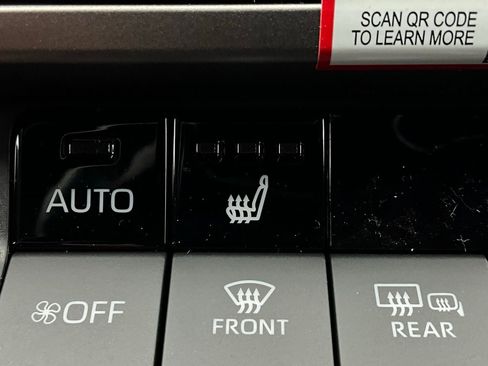 SCAN QR CODE
TO LEARN MORE
AUTO
OFF
FRONT
REAR